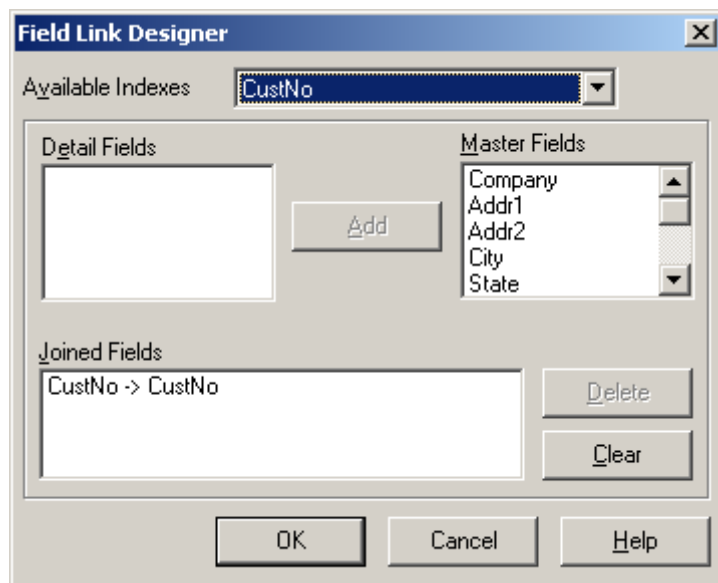 Field Link Designer
Available Indexes
CustNo
Detail Fields
Master Fields
Company
Addr1
Addr2
City
State
Add
Joined Fields
CustNo -> CustNo
Delete
Clear
OK
Cancel
Help